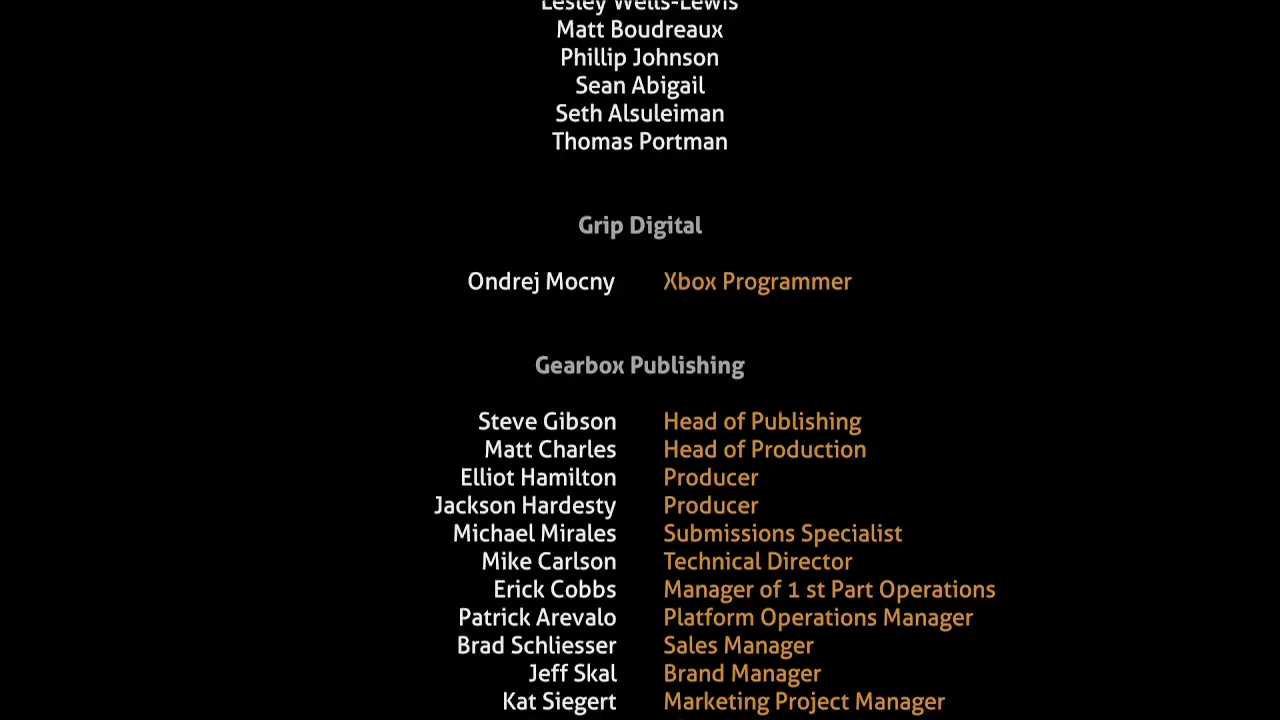 Lesley Wells-Lewis
Matt Boudreaux
Phillip Johnson
Sean Abigail
Seth Alsuleiman
Thomas Portman
Grip Digital
Ondrej Mocny Xbox Programmer
Gearbox Publishing
Steve Gibson Head of Publishing
Matt Charles Head of Production
Elliot Hamilton Producer
Jackson Hardesty Producer
Michael Mirales Submissions Specialist
Mike Carlson Technical Director
Erick Cobbs Manager of 1 st Part Operations
Patrick Arevalo Platform Operations Manager
Brad Schliesser Sales Manager
Jeff Skal Brand Manager
Kat Siegert Marketing Project Manager